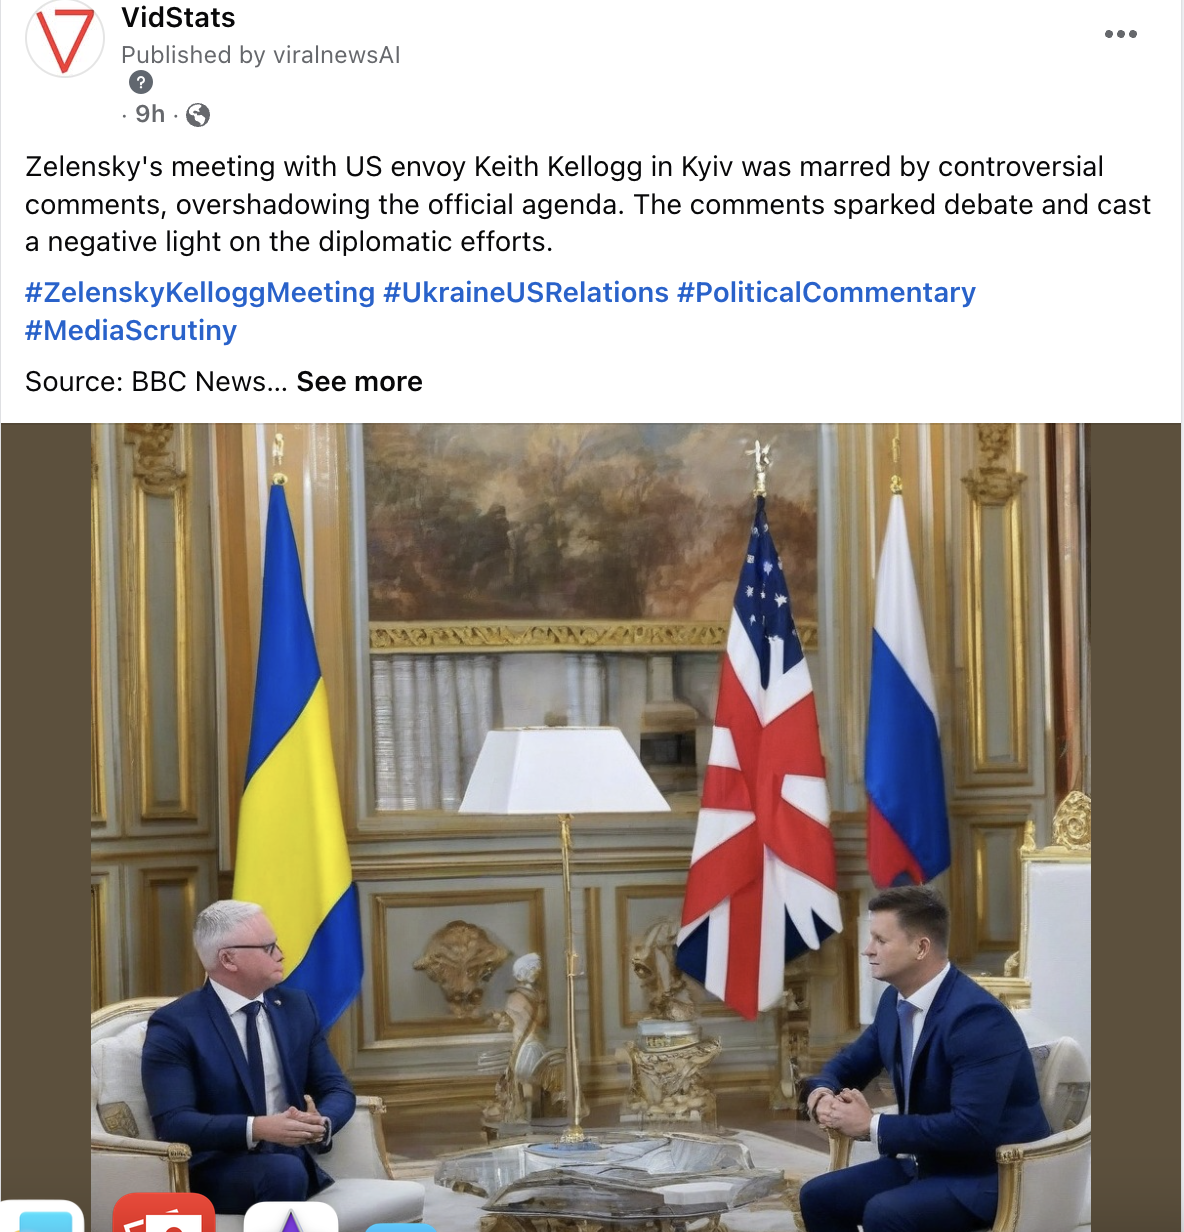 VidStats
Published by viralnewsAI
?
· 9h ·
Zelensky's meeting with US envoy Keith Kellogg in Kyiv was marred by controversial
comments, overshadowing the official agenda. The comments sparked debate and cast
a negative light on the diplomatic efforts.
#ZelenskyKelloggMeeting #UkraineUSRelations #PoliticalCommentary
#MediaScrutiny
Source: BBC News... See more